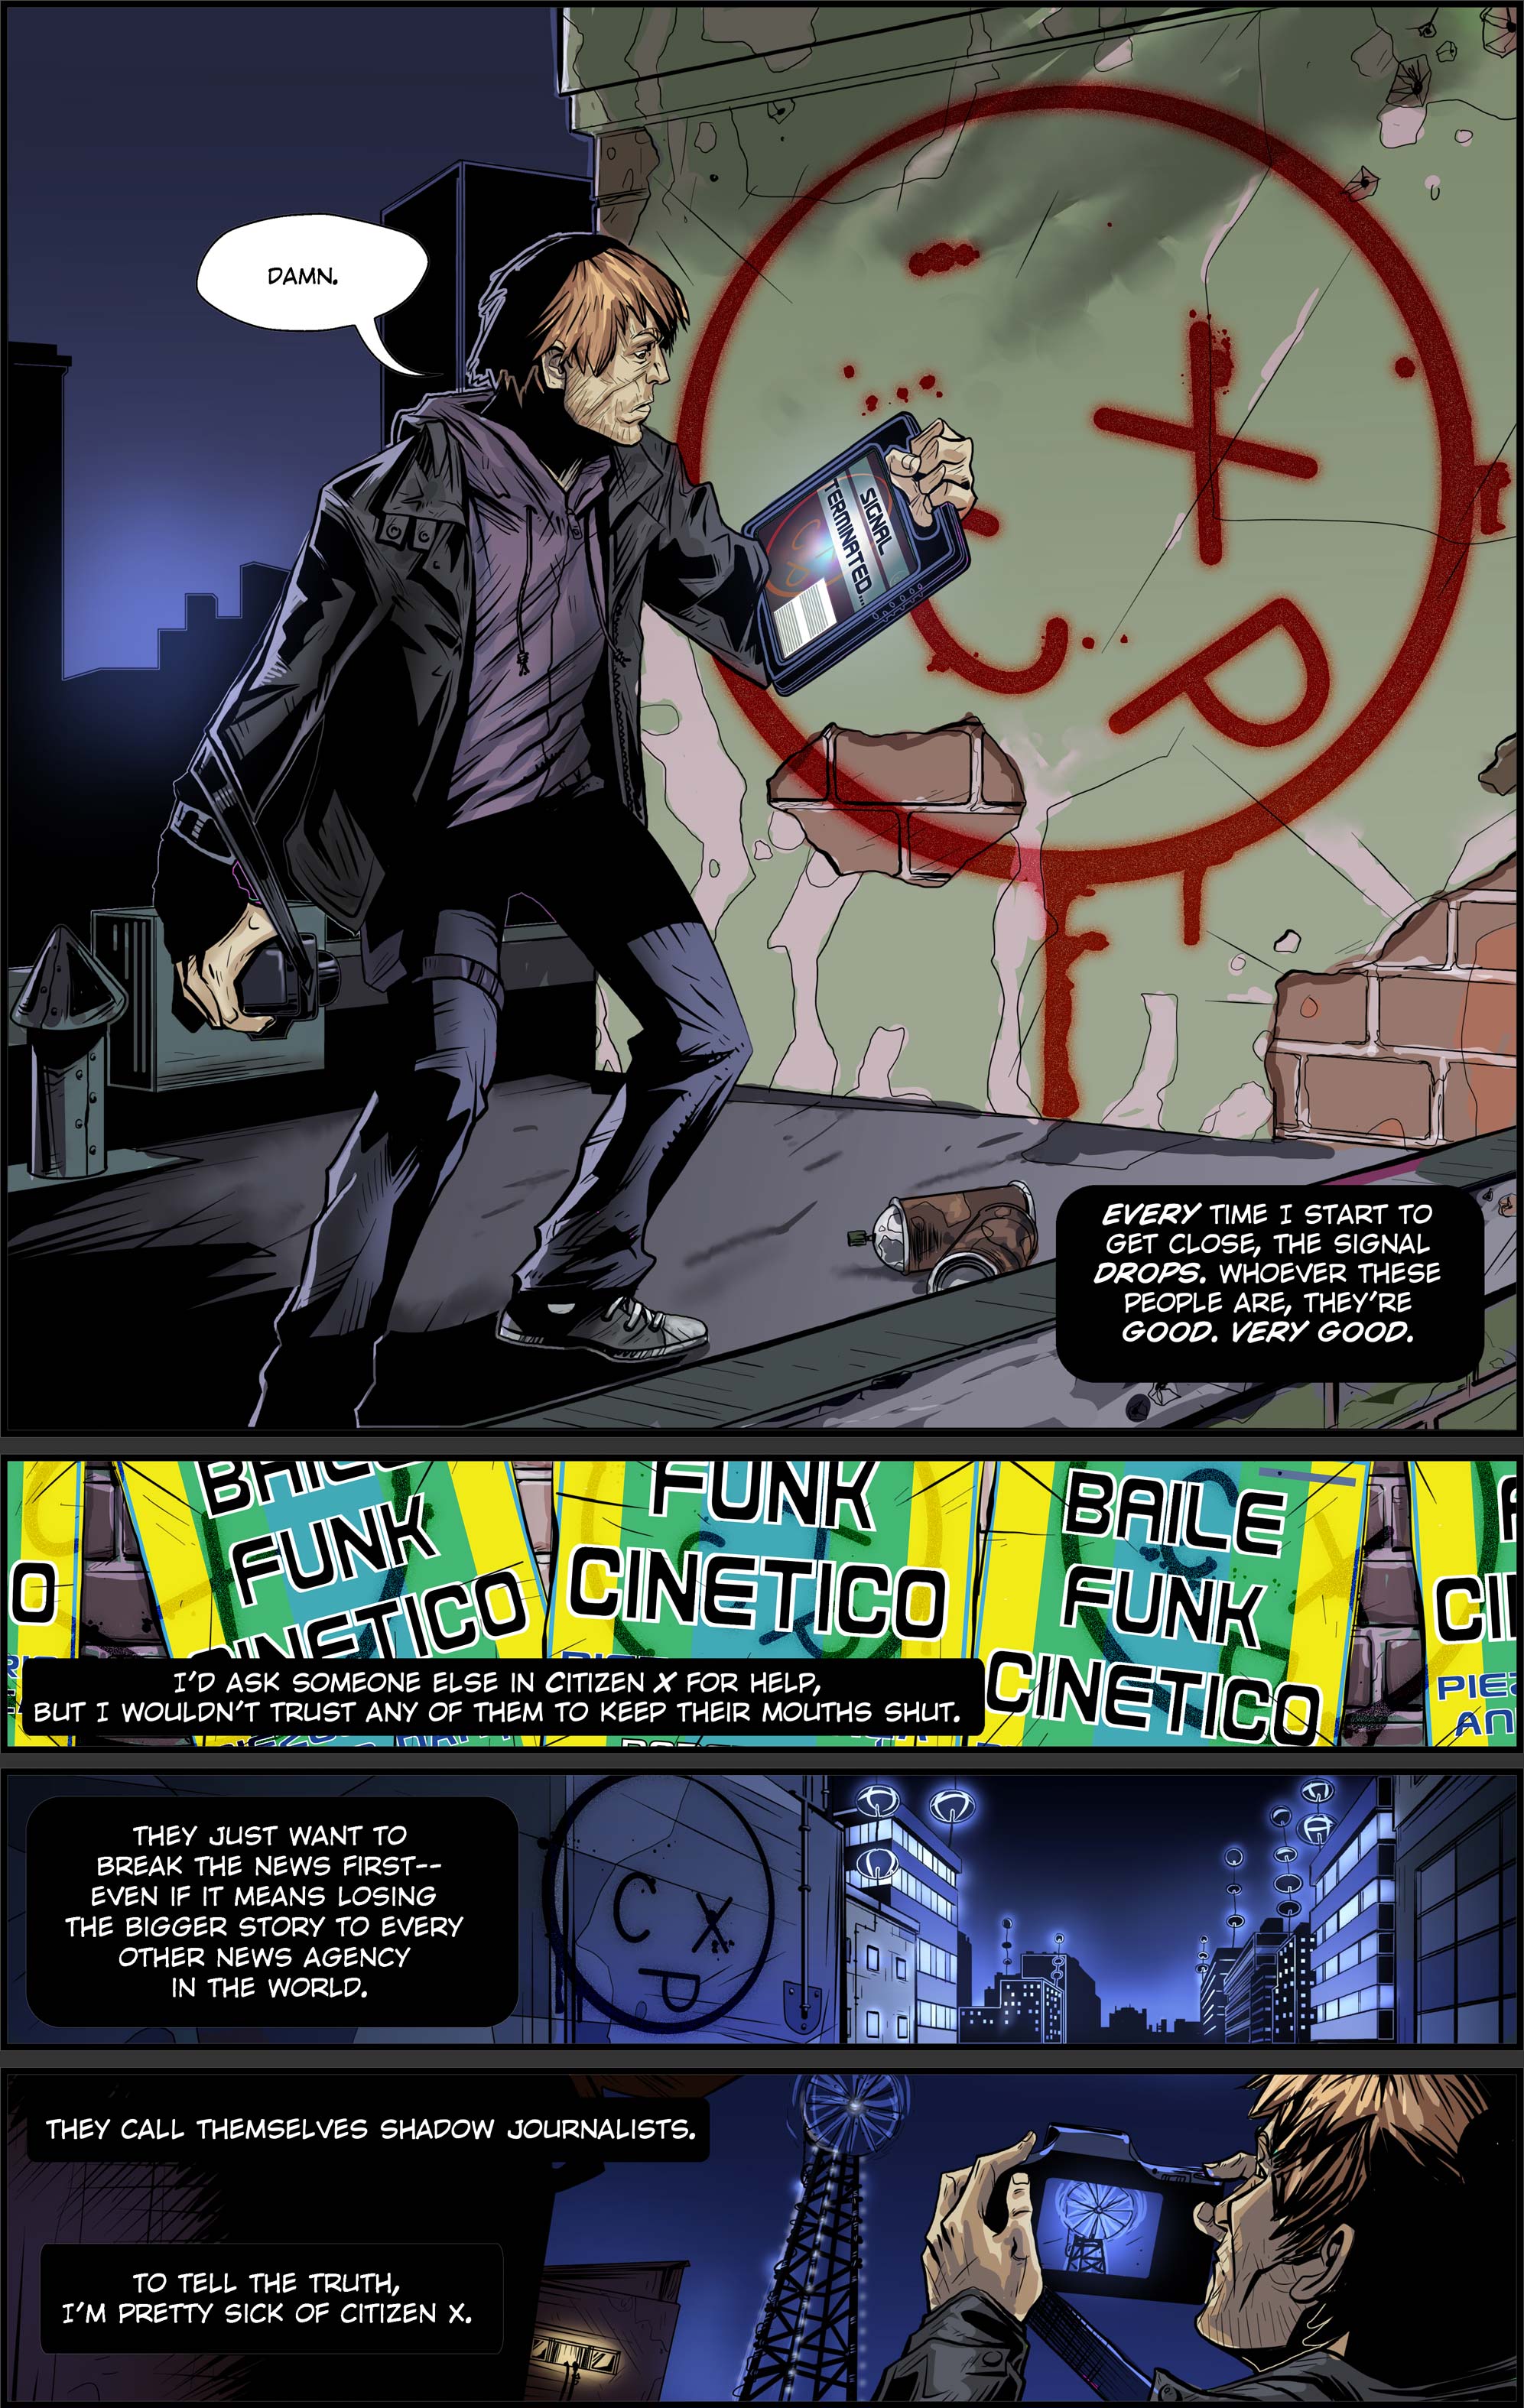 DAMN.
SIGNAL
TERMINATED...
C X
P
EVERY TIME I START TO
GET CLOSE, THE SIGNAL
DROPS. WHOEVER THESE
PEOPLE ARE, THEY'RE
GOOD. VERY GOOD.
O
BAILE
FUNK
CINETICO
FUNK
CINETICO
BAILE
FUNK
CINETICO
CI
PIEZ
AN
I'D ASK SOMEONE ELSE IN CITIZEN X FOR HELP,
BUT I WOULDN'T TRUST ANY OF THEM TO KEEP THEIR MOUTHS SHUT.
THEY JUST WANT TO
BREAK THE NEWS FIRST--
EVEN IF IT MEANS LOSING
THE BIGGER STORY TO EVERY
OTHER NEWS AGENCY
IN THE WORLD.
C X
P
THEY CALL THEMSELVES SHADOW JOURNALISTS.
TO TELL THE TRUTH,
I'M PRETTY SICK OF CITIZEN X.